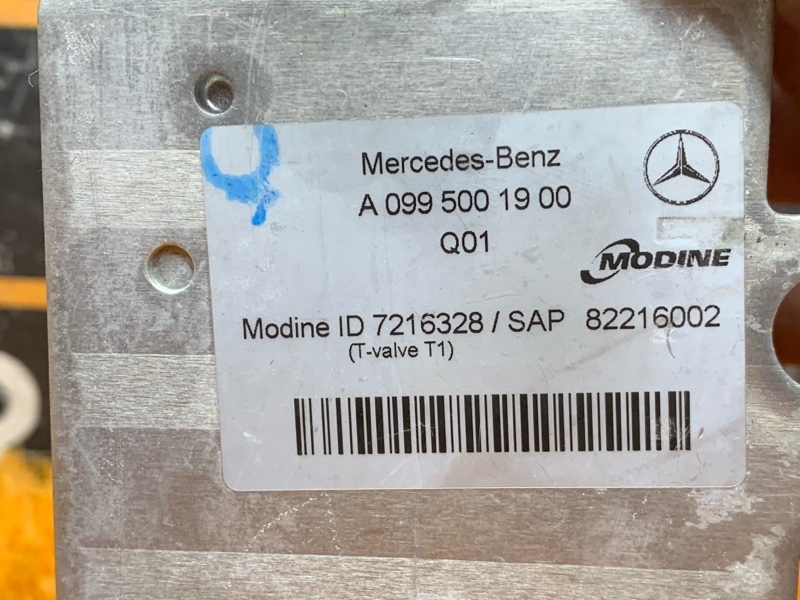 Mercedes-Benz
A 099 500 19 00
Q01
MODINE
Modine ID 7216328 / SAP 82216002
(T-valve T1)